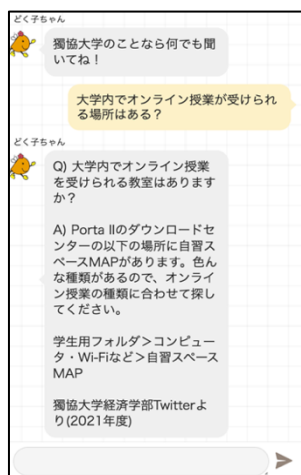 どく子ちゃん
獨協大学のことなら何でも聞
いてね！
大学内でオンライン授業が受けられ
る場所はある？
どく子ちゃん
Q) 大学内でオンライン授業
を受けられる教室はあります
か？
A) Porta IIのダウンロードセ
ンターの以下の場所に自習ス
ペースMAPがあります。色ん
な種類があるので、オンライ
ン授業の種類に合わせて探し
てください。
学生用フォルダ＞コンピュー
タ・Wi-Fiなど＞自習スペース
MAP
獨協大学経済学部Twitterよ
り(2021年度)